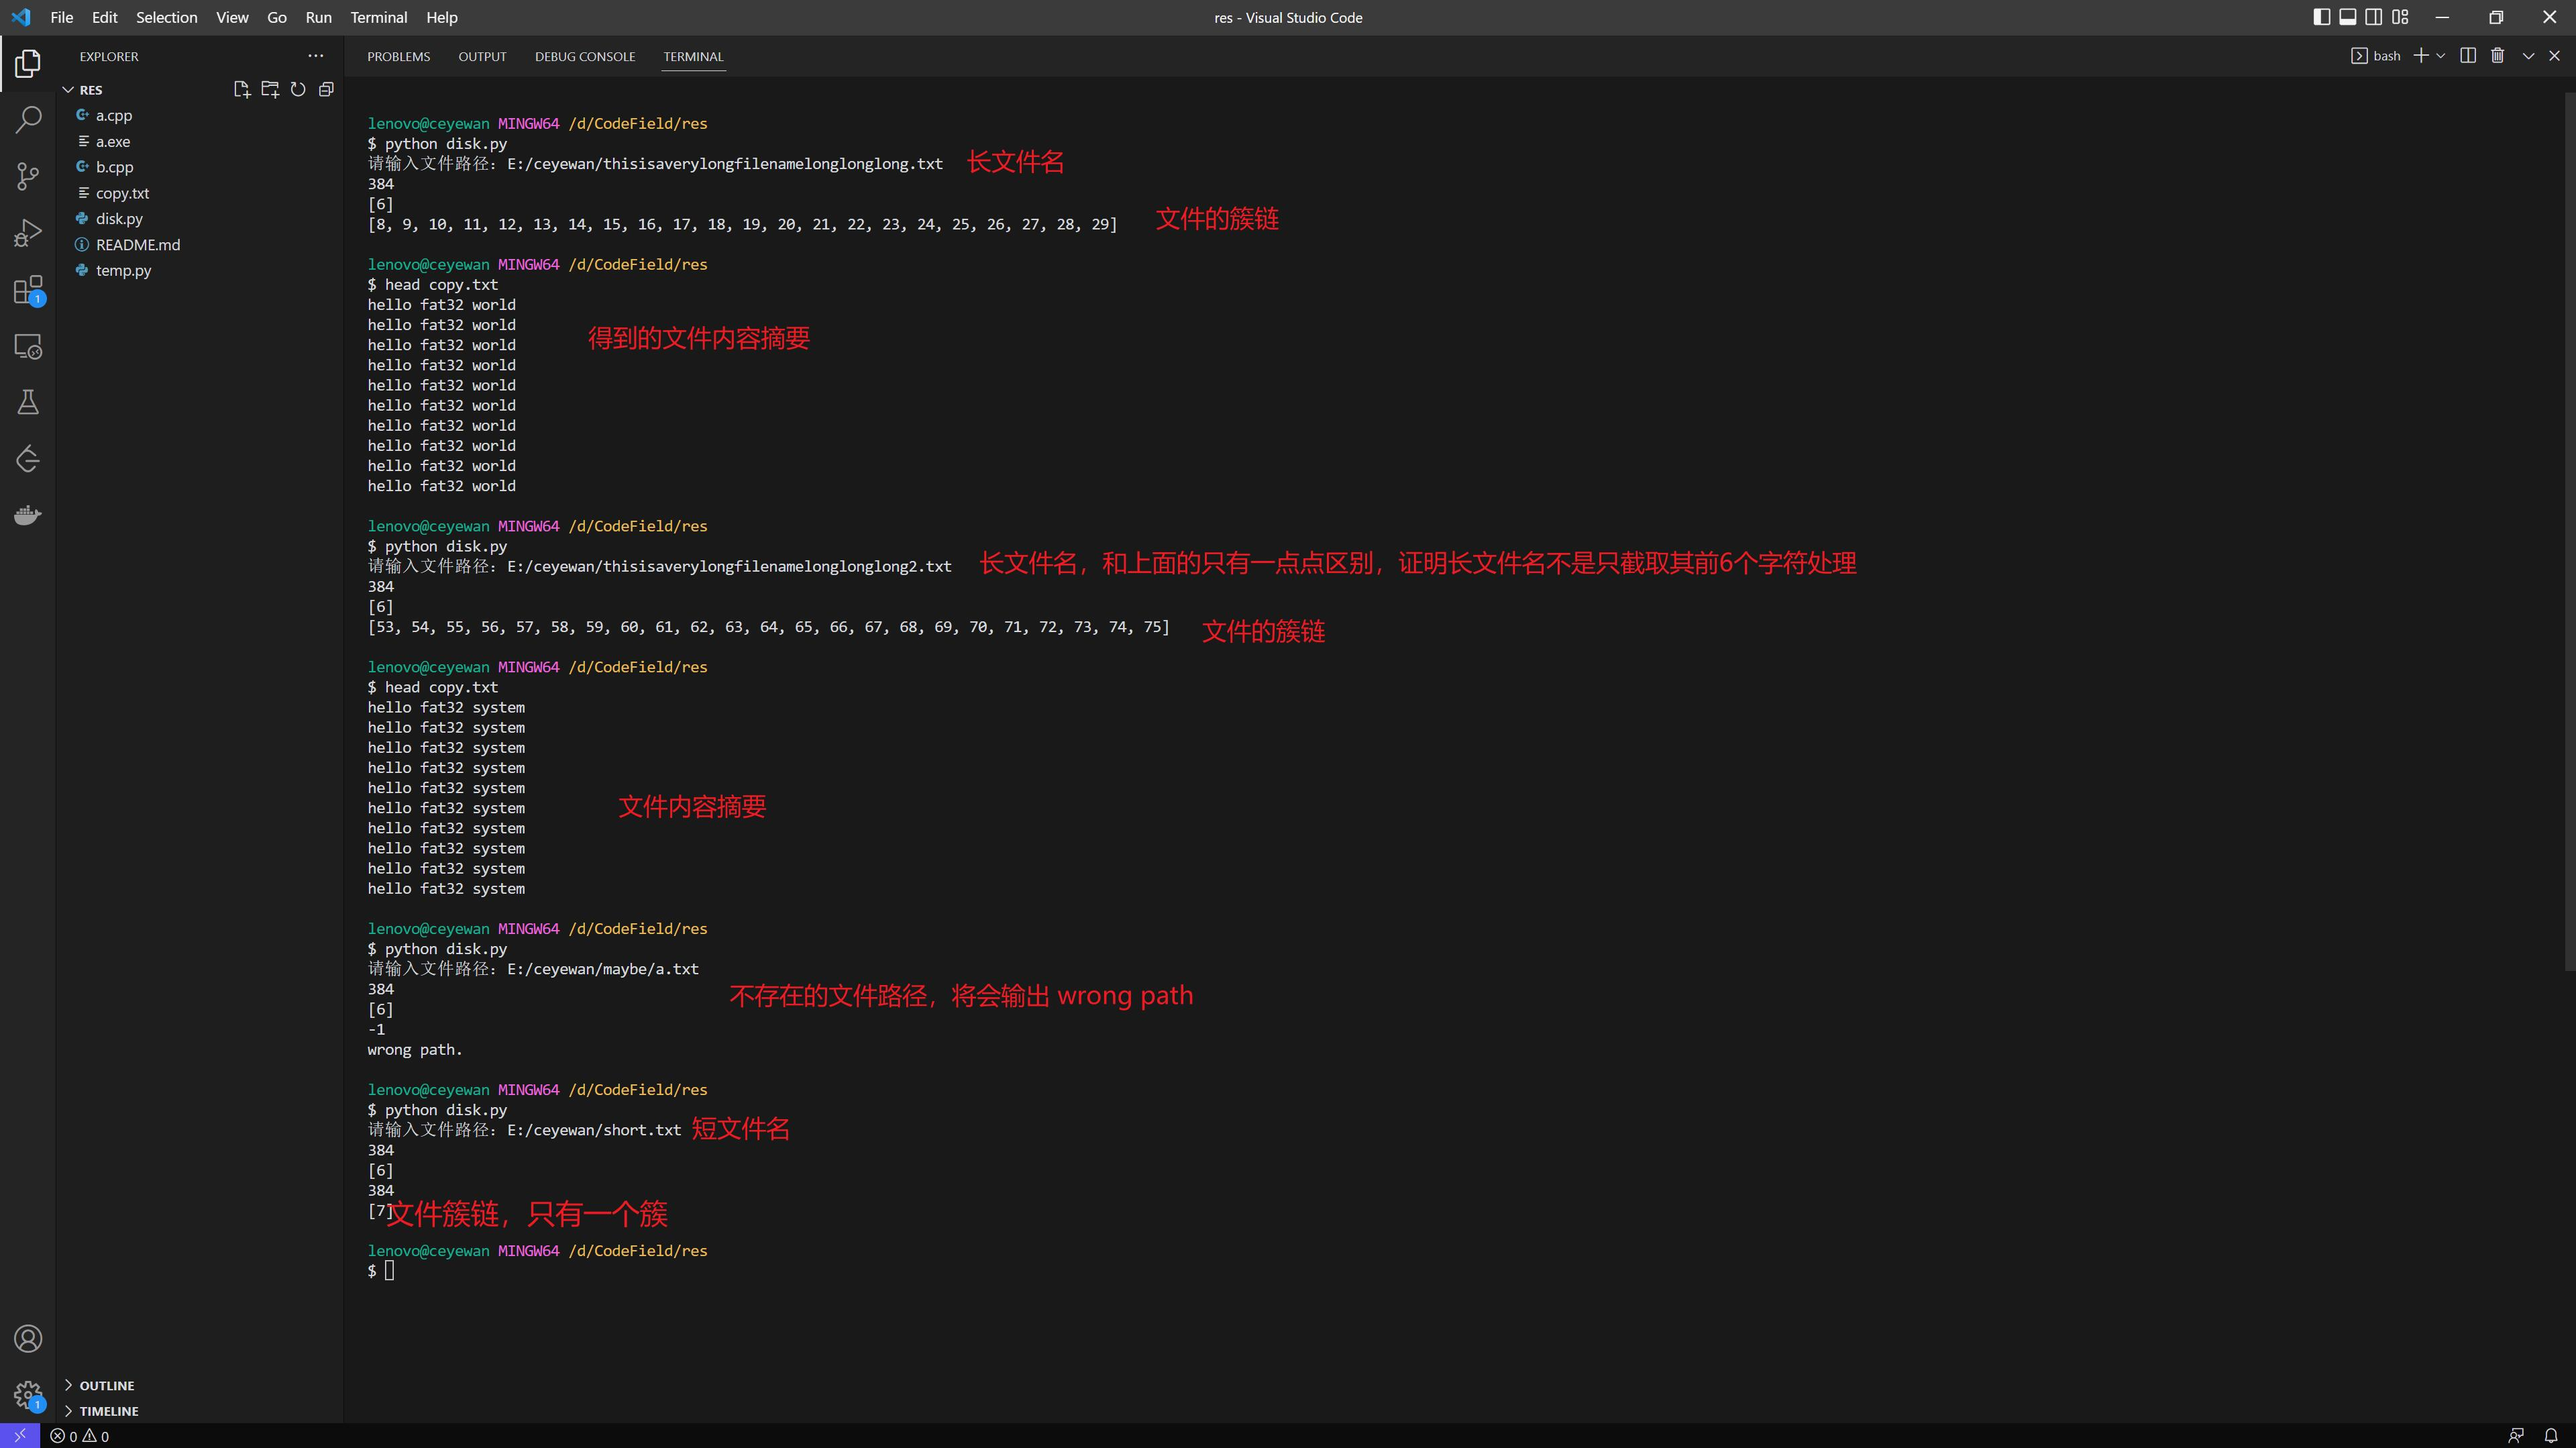 File Edit Selection View Go Run Terminal Help
res - Visual Studio Code
EXPLORER
RES
a.cpp
a.exe
b.cpp
copy.txt
disk.py
README.md
temp.py
OUTLINE
TIMELINE
PROBLEMS OUTPUT DEBUG CONSOLE TERMINAL
bash
lenovo@ceyewan MINGW64 /d/CodeField/res
$ python disk.py
请输入文件路径：E:/ceyewan/thisisaverylongfilenamelonglonglong.txt 长文件名
384
[6]
[8, 9, 10, 11, 12, 13, 14, 15, 16, 17, 18, 19, 20, 21, 22, 23, 24, 25, 26, 27, 28, 29] 文件的簇链
lenovo@ceyewan MINGW64 /d/CodeField/res
$ head copy.txt
hello fat32 world
hello fat32 world
hello fat32 world
得到的文件内容摘要
hello fat32 world
hello fat32 world
hello fat32 world
hello fat32 world
hello fat32 world
hello fat32 world
hello fat32 world
lenovo@ceyewan MINGW64 /d/CodeField/res
$ python disk.py
请输入文件路径：E:/ceyewan/thisisaverylongfilenamelonglonglong2.txt 长文件名，和上面的只有一点点区别，证明长文件名不是只截取其前6个字符处理
384
[6]
[53, 54, 55, 56, 57, 58, 59, 60, 61, 62, 63, 64, 65, 66, 67, 68, 69, 70, 71, 72, 73, 74, 75] 文件的簇链
lenovo@ceyewan MINGW64 /d/CodeField/res
$ head copy.txt
hello fat32 system
hello fat32 system
hello fat32 system
hello fat32 system
hello fat32 system
hello fat32 system 文件内容摘要
hello fat32 system
hello fat32 system
hello fat32 system
hello fat32 system
lenovo@ceyewan MINGW64 /d/CodeField/res
$ python disk.py
请输入文件路径：E:/ceyewan/maybe/a.txt
384 不存在的文件路径，将会输出 wrong path
[6]
-1
wrong path.
lenovo@ceyewan MINGW64 /d/CodeField/res
$ python disk.py
请输入文件路径：E:/ceyewan/short.txt 短文件名
384
[6]
384
[7] 文件簇链，只有一个簇
lenovo@ceyewan MINGW64 /d/CodeField/res
$
1
1
0 0